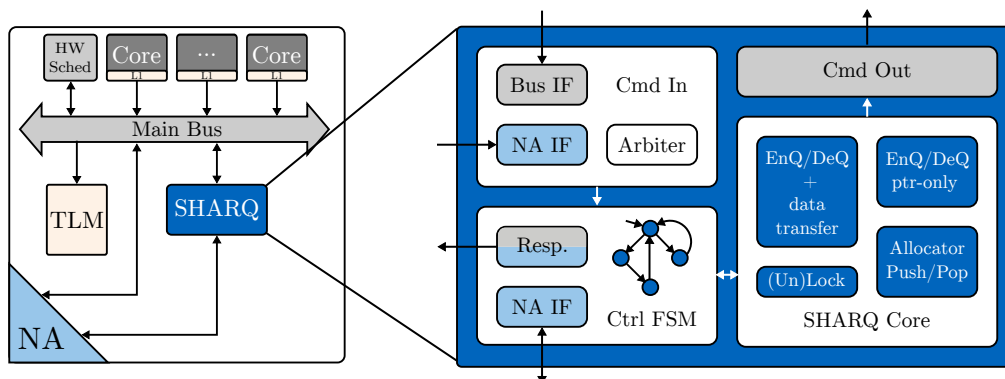 HW
Sched
Core
L1
...
L1
Core
L1
Main Bus
TLM
SHARQ
NA
Bus IF
Cmd In
NA IF
Arbiter
Resp.
NA IF
Ctrl FSM
Cmd Out
EnQ/DeQ
+
data
transfer
EnQ/DeQ
ptr-only
(Un)Lock
Allocator
Push/Pop
SHARQ Core